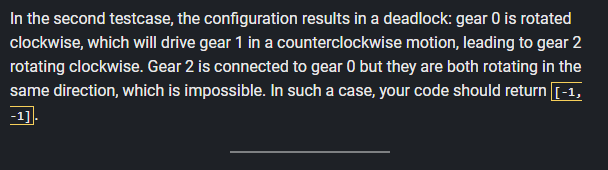 In the second testcase, the configuration results in a deadlock: gear 0 is rotated
clockwise, which will drive gear 1 in a counterclockwise motion, leading to gear 2
rotating clockwise. Gear 2 is connected to gear 0 but they are both rotating in the
same direction, which is impossible. In such a case, your code should return [-1,
-1].